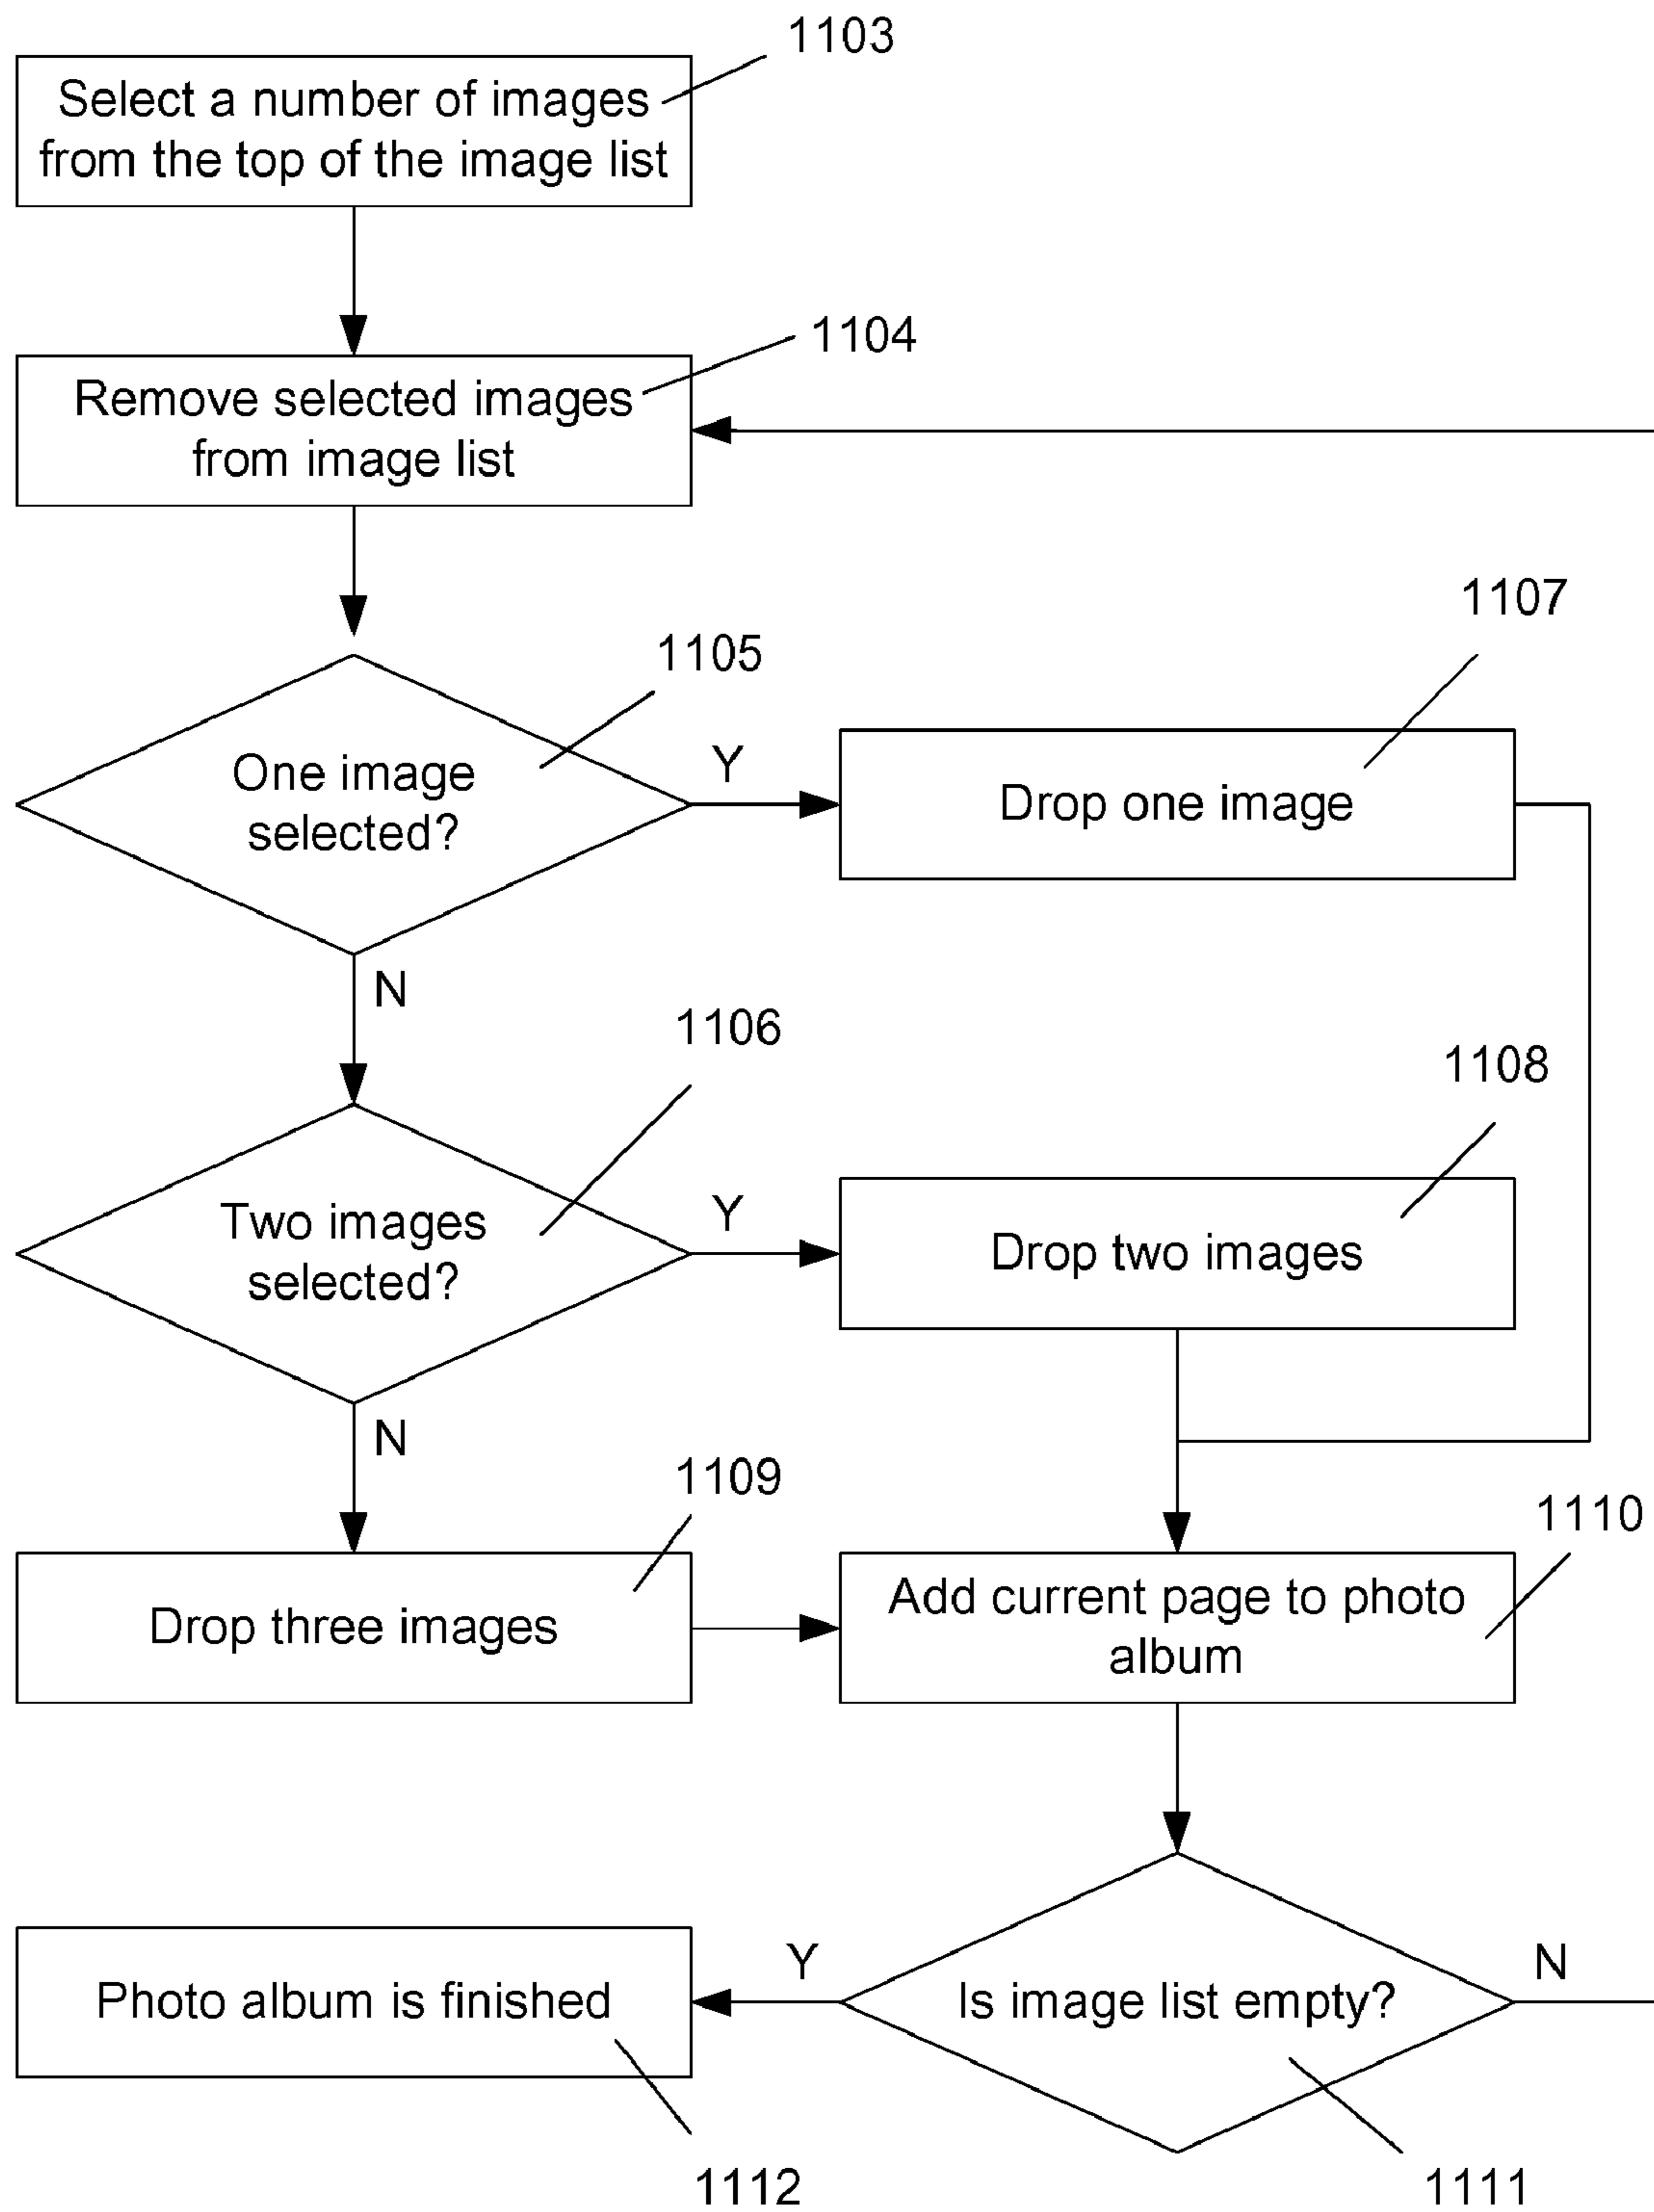 1103
Select a number of images
from the top of the image list
1104
Remove selected images
from image list
1107
1105
One image
selected?
Y
Drop one image
N
1106
1108
Two images
selected?
Y
Drop two images
N
1109
1110
Drop three images
Add current page to photo
album
Photo album is finished
Y
Is image list empty?
N
1112
1111